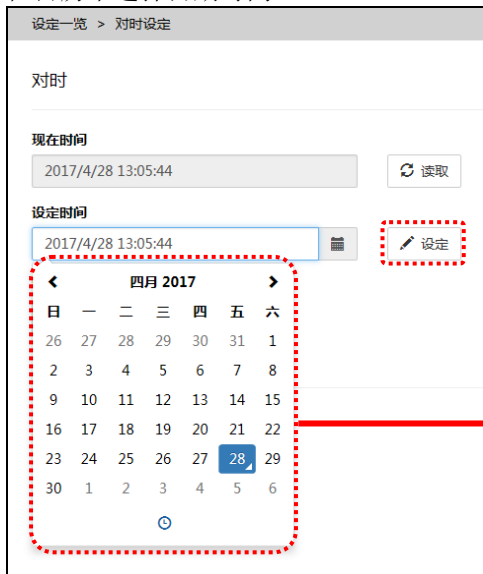 设定一览 > 对时设定
对时
现在时间
2017/4/28 13:05:44 读取
设定时间
2017/4/28 13:05:44 设定
四月 2017
日 一 二 三 四 五 六
26 27 28 29 30 31 1
2 3 4 5 6 7 8
9 10 11 12 13 14 15
16 17 18 19 20 21 22
23 24 25 26 27 28 29
30 1 2 3 4 5 6